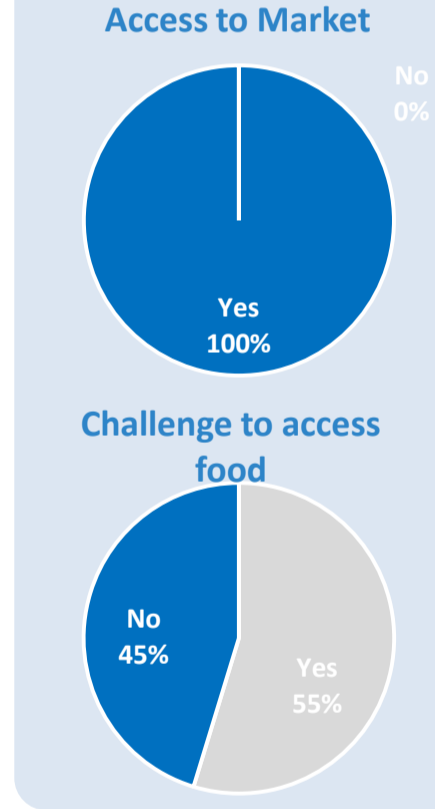 Access to Market
No
0%
Yes
100%
Challenge to access
food
No
45%
Yes
55%